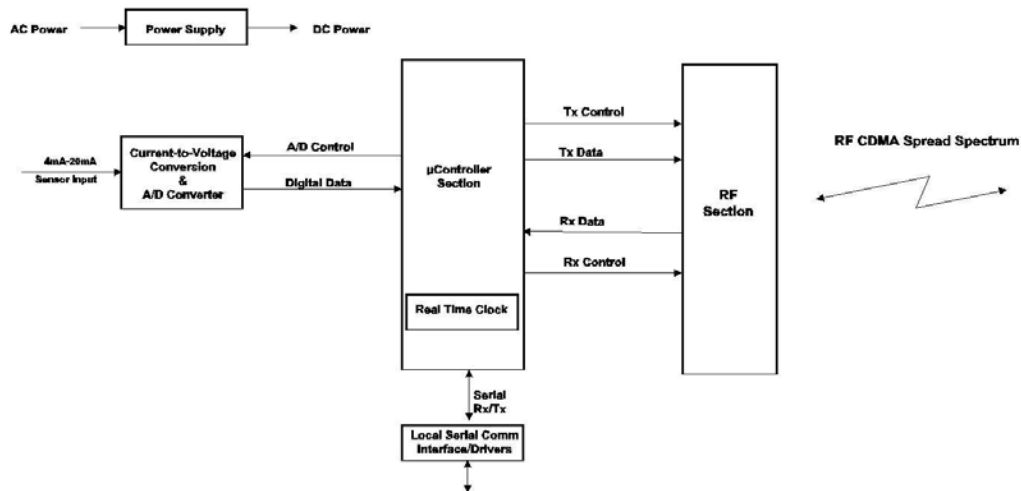 AC Power
Power Supply
DC Power
4mA-20mA
Sensor Input
Current-to-Voltage
Conversion
&
A/D Converter
A/D Control
Digital Data
µController
Section
Real Time Clock
Tx Control
Tx Data
Rx Data
Rx Control
RF
Section
RF CDMA Spread Spectrum
Serial
Rx/Tx
Local Serial Comm
Interface/Drivers